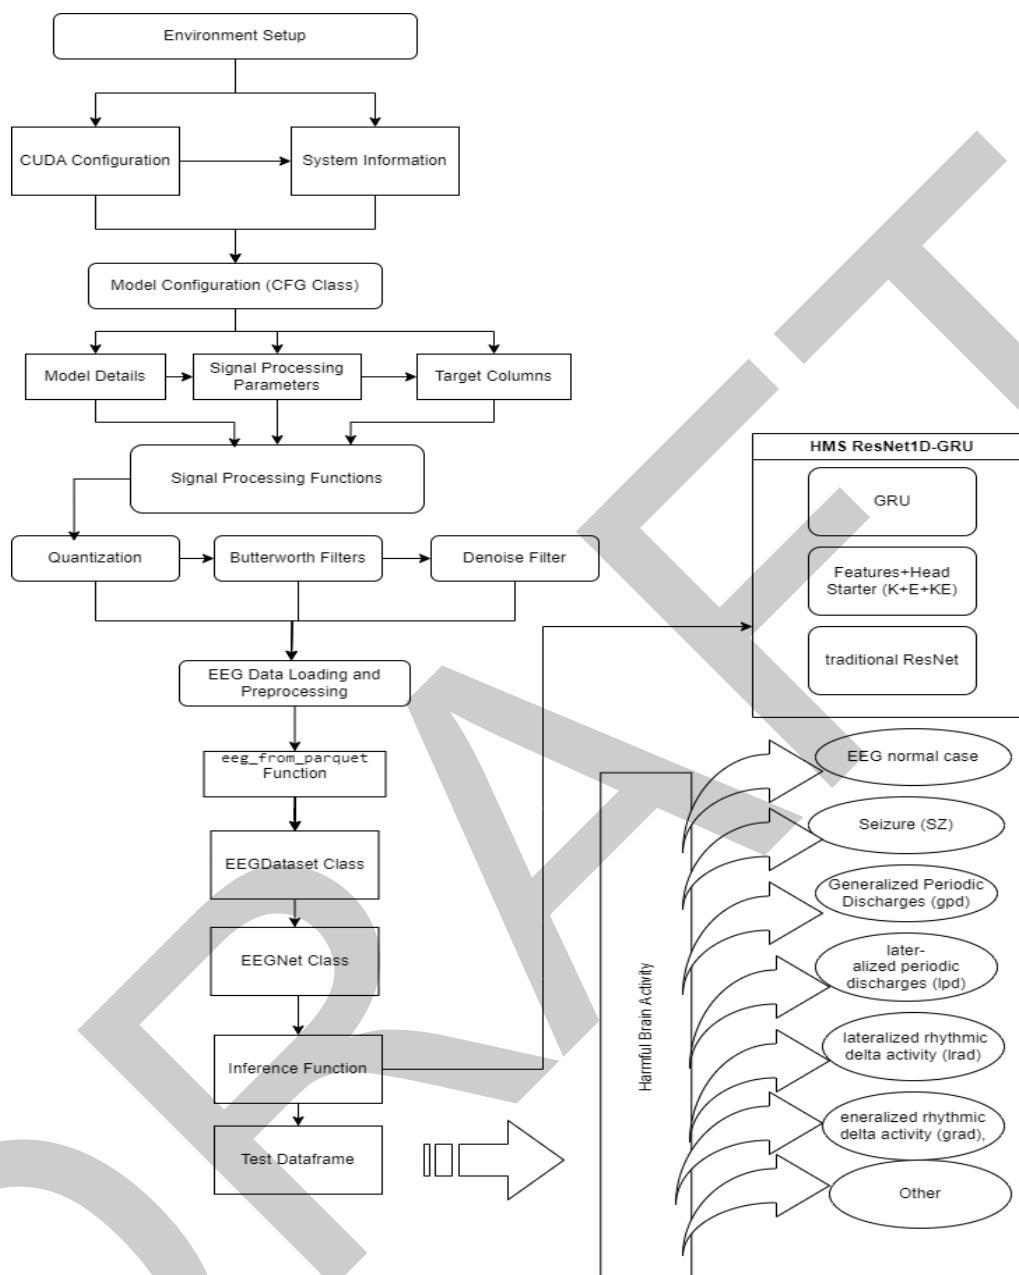 Environment Setup
CUDA Configuration
System Information
Model Configuration (CFG Class)
Model Details
Signal Processing
Parameters
Target Columns
Signal Processing Functions
Quantization
Butterworth Filters
Denoise Filter
EEG Data Loading and
Preprocessing
eeg_from_parquet
Function
EEGDataset Class
EEGNet Class
Inference Function
Test Dataframe
HMS ResNet1D-GRU
GRU
Features+Head
Starter (K+E+KE)
traditional ResNet
Harmful Brain Activity
EEG normal case
Seizure (SZ)
Generalized Periodic
Discharges (gpd)
later-
alized periodic
discharges (lpd)
lateralized rhythmic
delta activity (lrad)
eneralized rhythmic
delta activity (grad),
Other
DRAFT